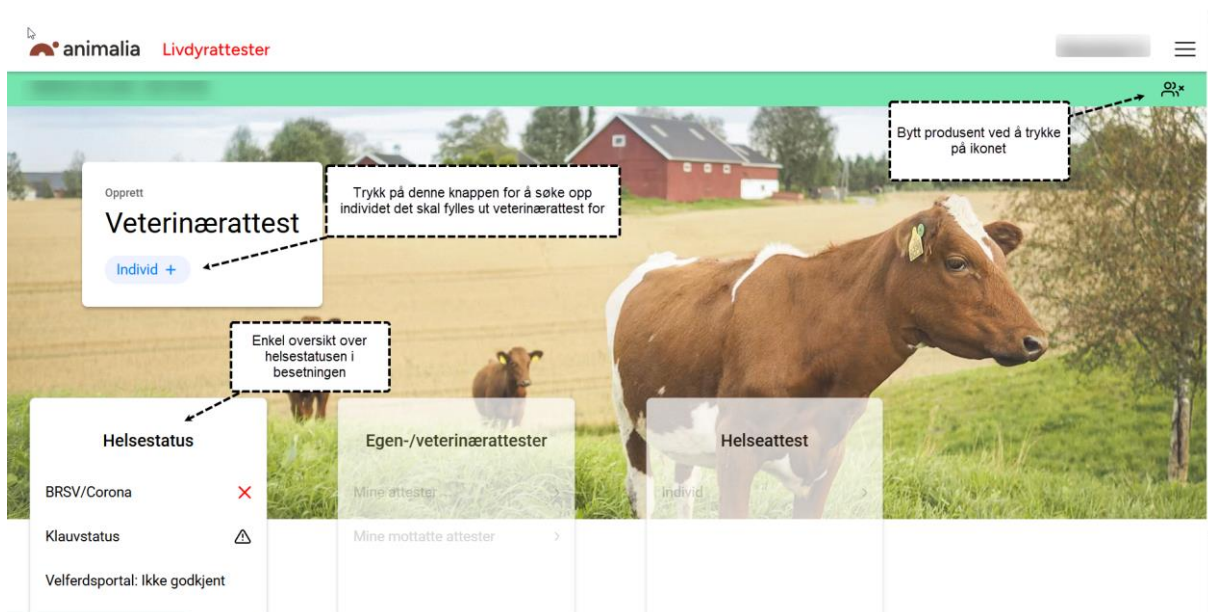 animalia Livdyrattester
Bytt produsent ved å trykke
på ikonet
Opprett
Veterinærattest
Individ +
Trykk på denne knappen for å søke opp
individet det skal fylles ut veterinærattest for
Enkel oversikt over
helsestatusen i
besetningen
Helsestatus
BRSV/Corona
Klauvstatus
Velferdsportal: Ikke godkjent
Egen-/veterinærattester
Mine attester
Mine mottatte attester
Helseattest
Individ